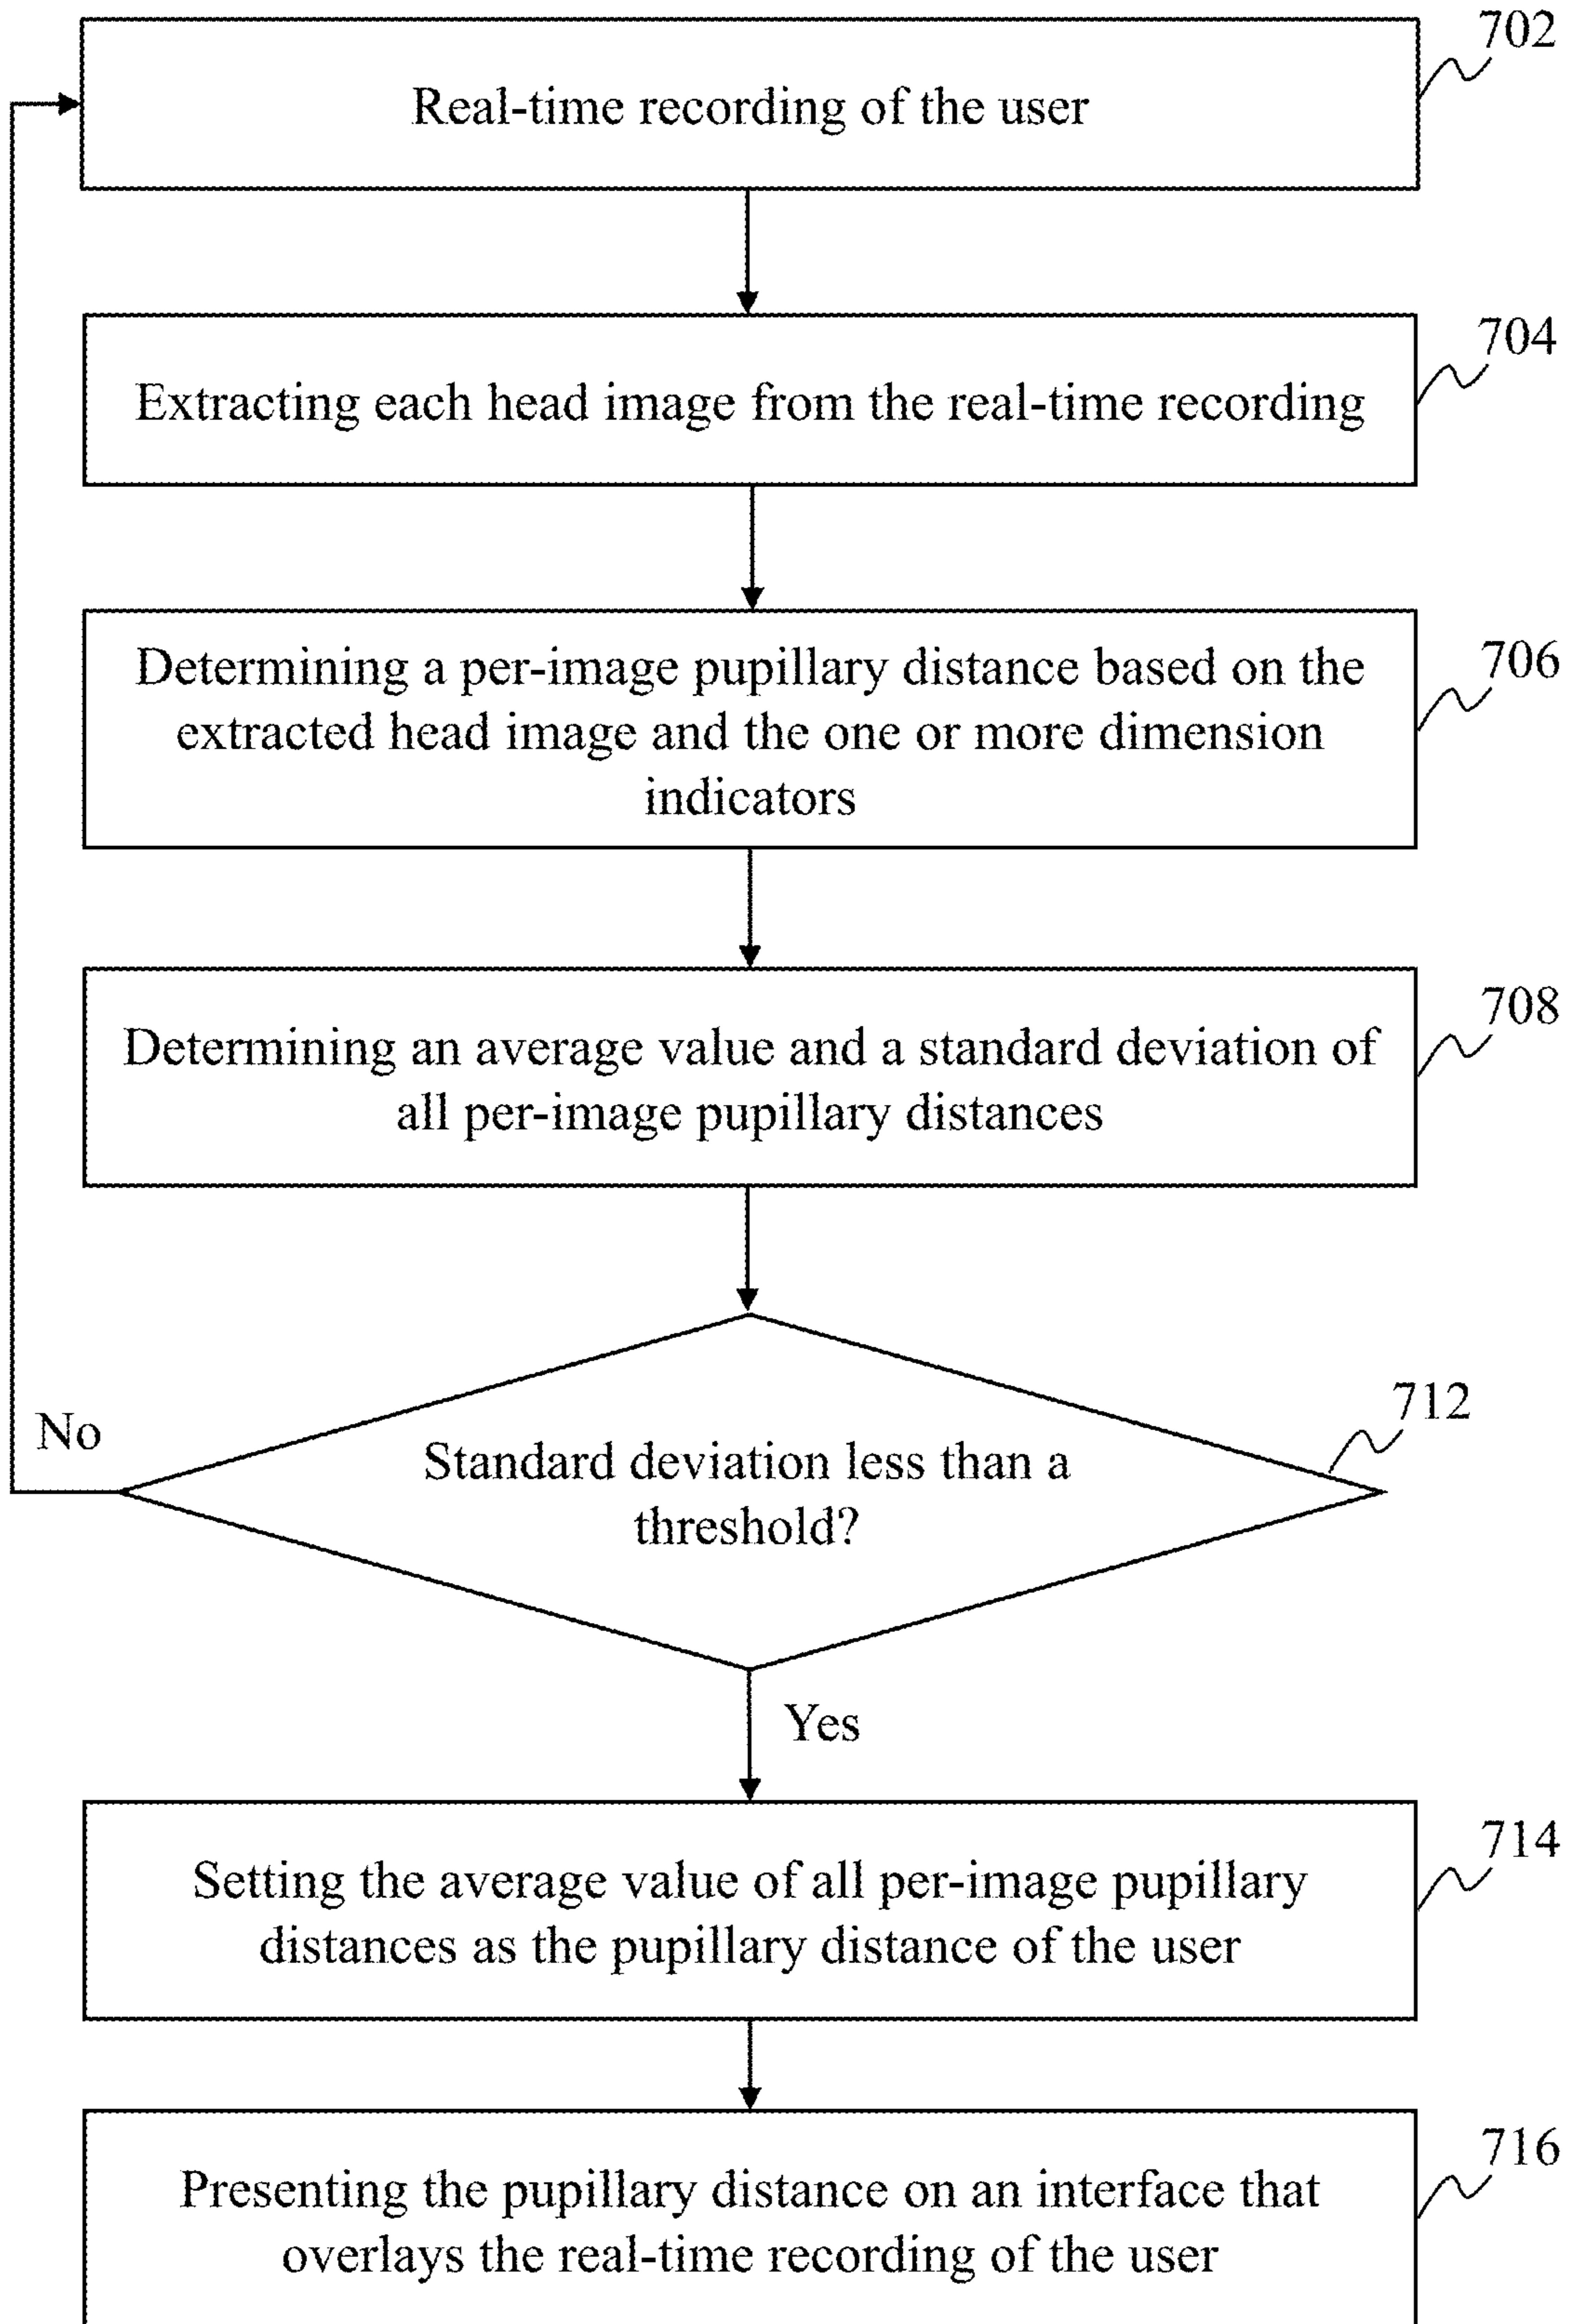 702
Real-time recording of the user
704
Extracting each head image from the real-time recording
706
Determining a per-image pupillary distance based on the
extracted head image and the one or more dimension
indicators
708
Determining an average value and a standard deviation of
all per-image pupillary distances
712
No
Standard deviation less than a
threshold?
Yes
714
Setting the average value of all per-image pupillary
distances as the pupillary distance of the user
716
Presenting the pupillary distance on an interface that
overlays the real-time recording of the user